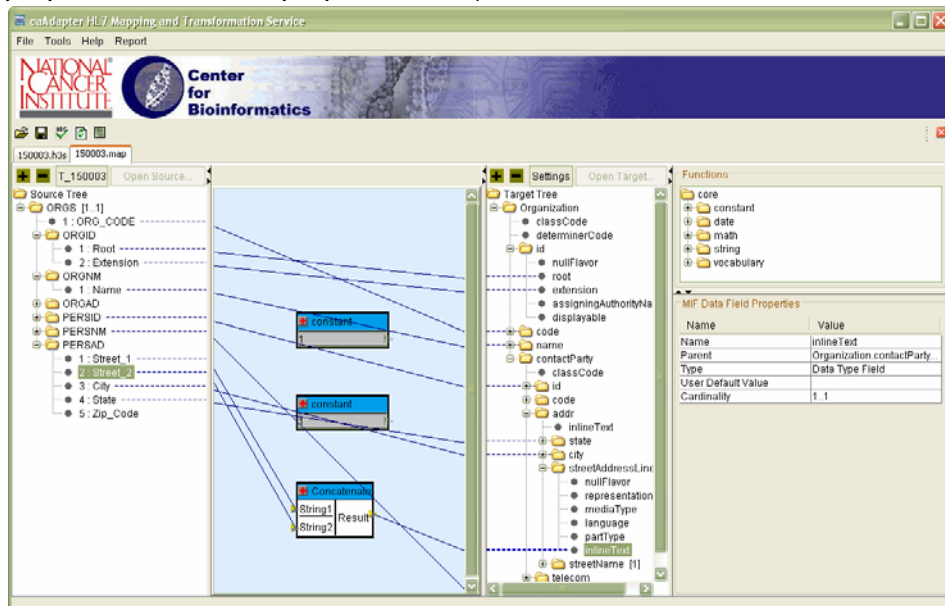 caAdapter HL7 Mapping and Transformation Service
File Tools Help Report
NATIONAL
CANCER
INSTITUTE
Center
for
Bioinformatics
150003.h3s 150003.map
T_150003 Open Source...
Source Tree
ORGS [1..1]
1 : ORG_CODE
ORGID
1 : Root
2 : Extension
ORGNM
1 : Name
ORGAD
PERSID
PERSNM
PERSAD
1 : Street_1
2 : Street_2
3 : City
4 : State
5 : Zip_Code
constant
1
constant
Concatenate
String1
String2
Result
Settings Open Target...
Target Tree
Organization
classCode
determinerCode
id
nullFlavor
root
extension
assigningAuthorityNa
displayable
code
name
contactParty
classCode
id
code
addr
inlineText
state
city
streetAddressLine
nullFlavor
representation
mediaType
language
partType
inlineText
streetName [1]
telecom
Functions
core
constant
date
math
string
vocabulary
MIF Data Field Properties
Name Value
Name inlineText
Parent Organization.contactParty...
Type Data Type Field
User Default Value
Cardinality 1..1